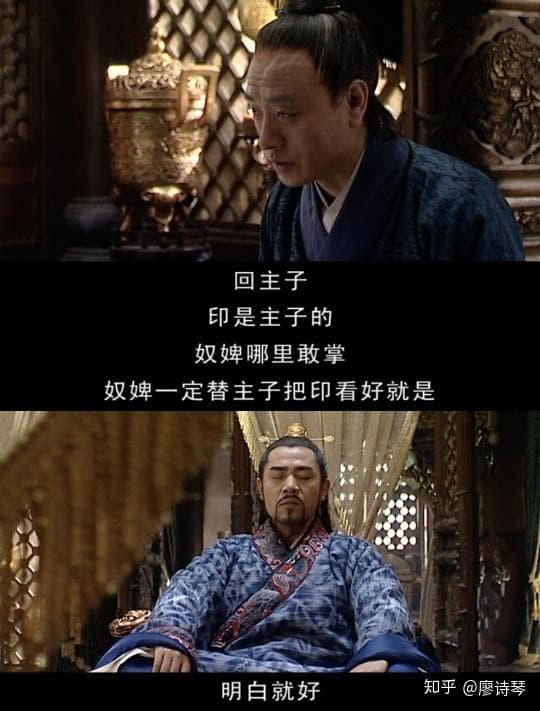 回主子
印是主子的
奴婢哪里敢掌
奴婢一定替主子把印看好就是
明白就好
知乎 @廖诗琴